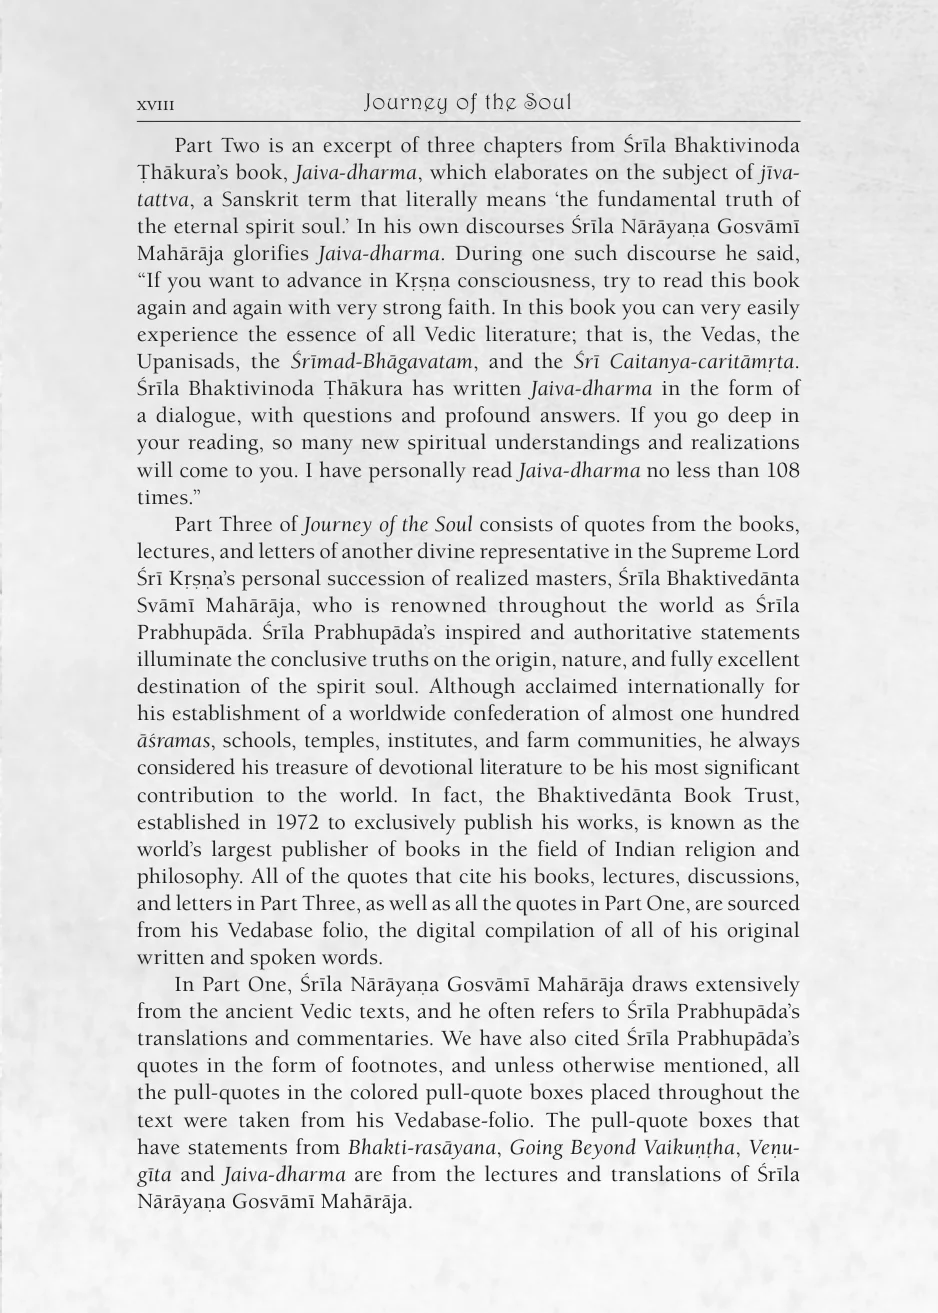 XVIII Journey of the Soul
Part Two is an excerpt of three chapters from Śrīla Bhaktivinoda
Ṭhākura’s book, Jaiva-dharma, which elaborates on the subject of jīva-
tattva, a Sanskrit term that literally means ‘the fundamental truth of
the eternal spirit soul.’ In his own discourses Śrīla Nārāyaṇa Gosvāmī
Mahārāja glorifies Jaiva-dharma. During one such discourse he said,
“If you want to advance in Kṛṣṇa consciousness, try to read this book
again and again with very strong faith. In this book you can very easily
experience the essence of all Vedic literature; that is, the Vedas, the
Upanisads, the Śrīmad-Bhāgavatam, and the Śrī Caitanya-caritāmṛta.
Śrīla Bhaktivinoda Ṭhākura has written Jaiva-dharma in the form of
a dialogue, with questions and profound answers. If you go deep in
your reading, so many new spiritual understandings and realizations
will come to you. I have personally read Jaiva-dharma no less than 108
times.”
Part Three of Journey of the Soul consists of quotes from the books,
lectures, and letters of another divine representative in the Supreme Lord
Śrī Kṛṣṇa’s personal succession of realized masters, Śrīla Bhaktivedānta
Svāmī Mahārāja, who is renowned throughout the world as Śrīla
Prabhupāda. Śrīla Prabhupāda’s inspired and authoritative statements
illuminate the conclusive truths on the origin, nature, and fully excellent
destination of the spirit soul. Although acclaimed internationally for
his establishment of a worldwide confederation of almost one hundred
āśramas, schools, temples, institutes, and farm communities, he always
considered his treasure of devotional literature to be his most significant
contribution to the world. In fact, the Bhaktivedānta Book Trust,
established in 1972 to exclusively publish his works, is known as the
world’s largest publisher of books in the field of Indian religion and
philosophy. All of the quotes that cite his books, lectures, discussions,
and letters in Part Three, as well as all the quotes in Part One, are sourced
from his Vedabase folio, the digital compilation of all of his original
written and spoken words.
In Part One, Śrīla Nārāyaṇa Gosvāmī Mahārāja draws extensively
from the ancient Vedic texts, and he often refers to Śrīla Prabhupāda’s
translations and commentaries. We have also cited Śrīla Prabhupāda’s
quotes in the form of footnotes, and unless otherwise mentioned, all
the pull-quotes in the colored pull-quote boxes placed throughout the
text were taken from his Vedabase-folio. The pull-quote boxes that
have statements from Bhakti-rasāyana, Going Beyond Vaikuṇṭha, Veṇu-
gīta and Jaiva-dharma are from the lectures and translations of Śrīla
Nārāyaṇa Gosvāmī Mahārāja.